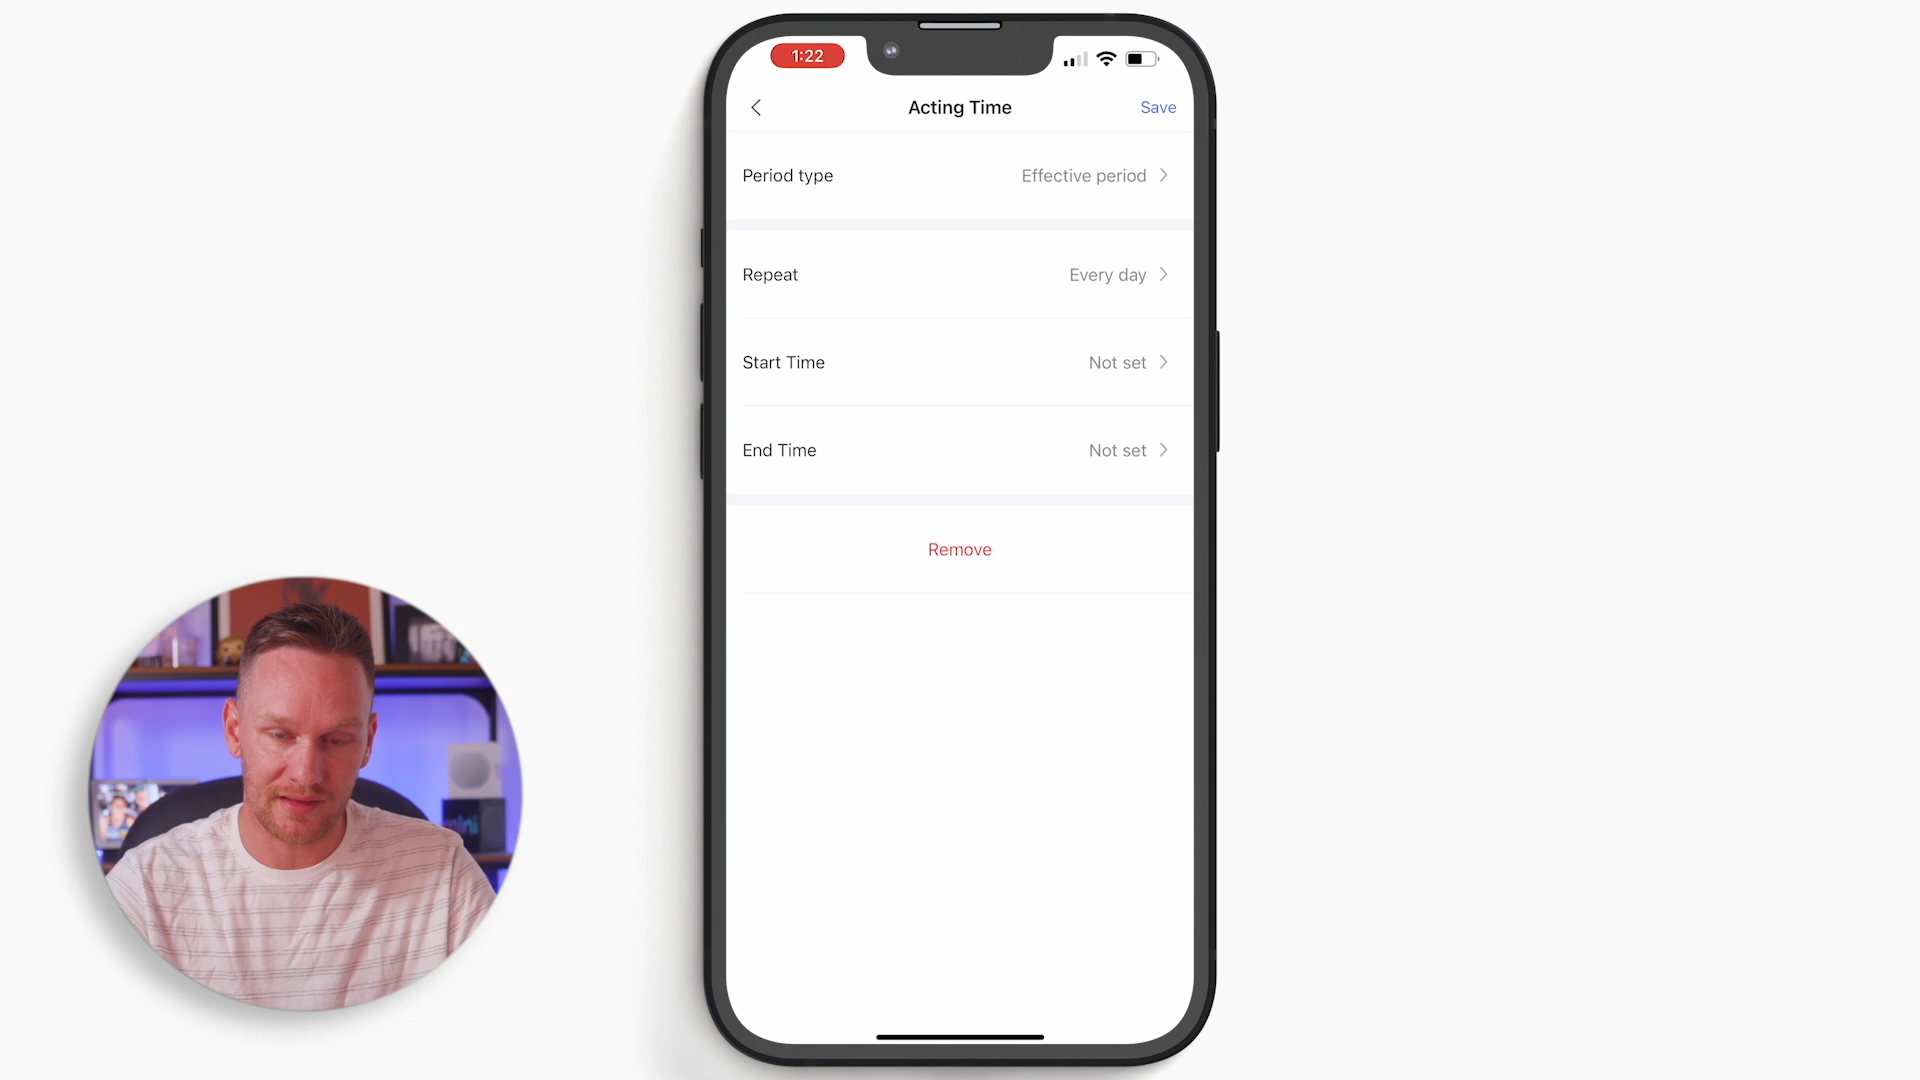 1:22
Acting Time
Save
Period type
Effective period
Repeat
Every day
Start Time
Not set
End Time
Not set
Remove